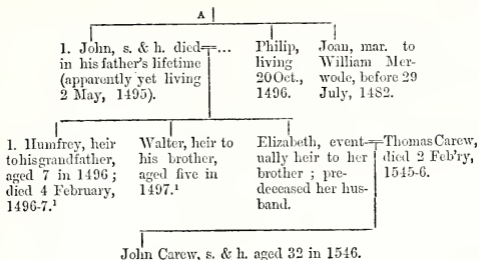 A
1. John, s. & h. died = ...
in his father's lifetime
(apparently yet living
2 May, 1495).
Philip,
living
20 Oct.,
1496.
Joan, mar. to
William Mer-
wode, before 29
July, 1482.
1. Humfrey, heir
to his grandfather,
aged 7 in 1496;
died 4 February,
1496-7.¹
Walter, heir to
his brother,
aged five in
1497.¹
Elizabeth, event-
ually heir to her
brother; pre-
deceased her hus-
band.
=Thomas Carew,
died 2 Feb'ry,
1545-6.
John Carew, s. & h. aged 32 in 1546.